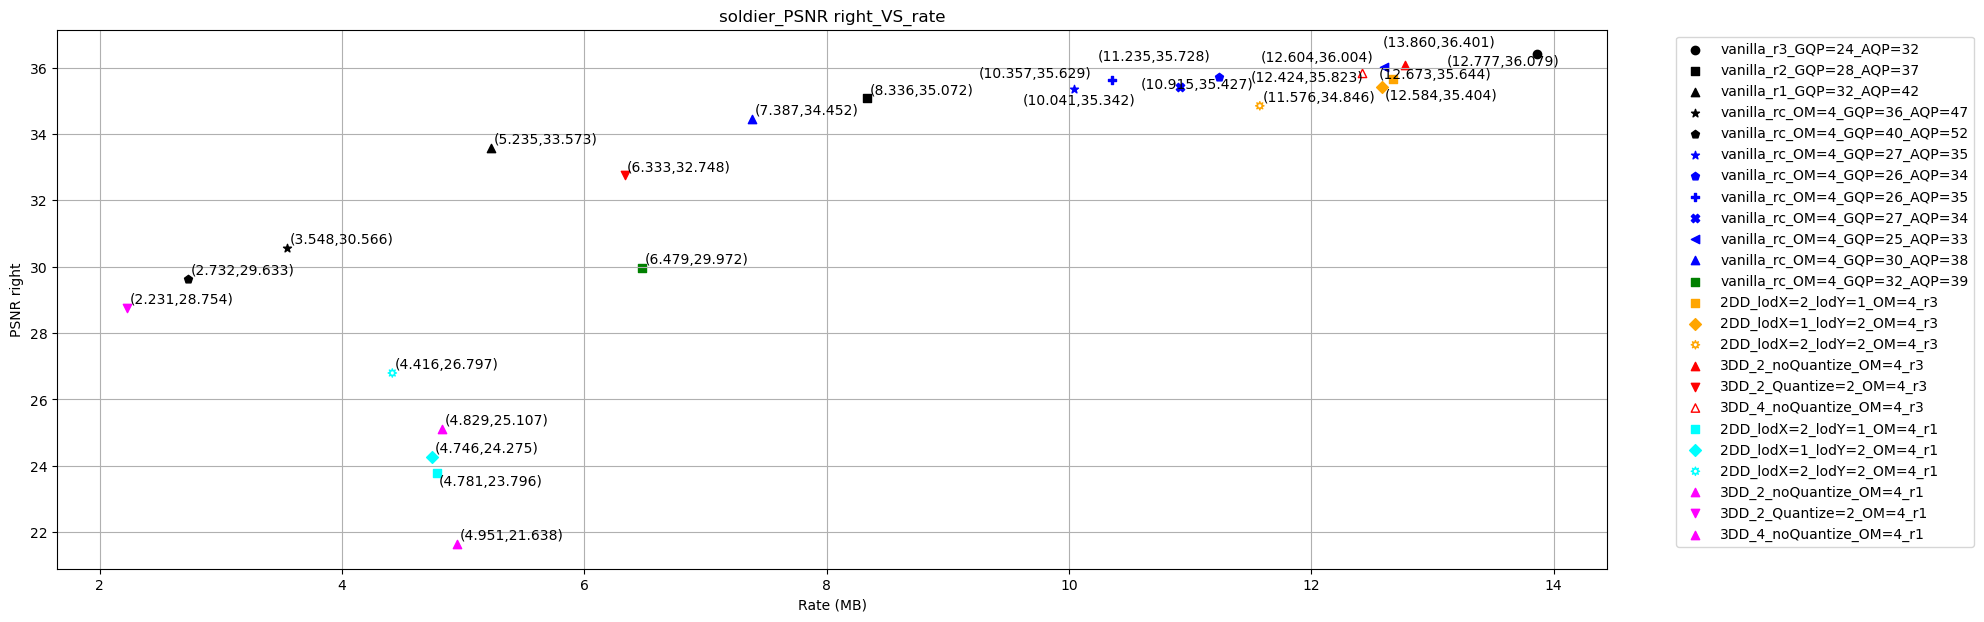 soldier_PSNR right_VS_rate
PSNR right
36
34
32
30
28
26
24
22
(13.860,36.401)
(11.235,35.728)
(12.604,36.004)
(12.777,36.079)
(10.357,35.629)
(10.915,35.427)
(12.424,35.823)
(12.673,35.644)
(8.336,35.072)
(10.041,35.342)
(11.576,34.846)
(12.584,35.404)
(7.387,34.452)
(5.235,33.573)
(6.333,32.748)
(3.548,30.566)
(6.479,29.972)
(2.732,29.633)
(2.231,28.754)
(4.416,26.797)
(4.829,25.107)
(4.746,24.275)
(4.781,23.796)
(4.951,21.638)
2
4
6
8
10
12
14
Rate (MB)
vanilla_r3_GQP=24_AQP=32
vanilla_r2_GQP=28_AQP=37
vanilla_r1_GQP=32_AQP=42
vanilla_rc_OM=4_GQP=36_AQP=47
vanilla_rc_OM=4_GQP=40_AQP=52
vanilla_rc_OM=4_GQP=27_AQP=35
vanilla_rc_OM=4_GQP=26_AQP=34
vanilla_rc_OM=4_GQP=26_AQP=35
vanilla_rc_OM=4_GQP=27_AQP=34
vanilla_rc_OM=4_GQP=25_AQP=33
vanilla_rc_OM=4_GQP=30_AQP=38
vanilla_rc_OM=4_GQP=32_AQP=39
2DD_lodX=2_lodY=1_OM=4_r3
2DD_lodX=1_lodY=2_OM=4_r3
2DD_lodX=2_lodY=2_OM=4_r3
3DD_2_noQuantize_OM=4_r3
3DD_2_Quantize=2_OM=4_r3
3DD_4_noQuantize_OM=4_r3
2DD_lodX=2_lodY=1_OM=4_r1
2DD_lodX=1_lodY=2_OM=4_r1
2DD_lodX=2_lodY=2_OM=4_r1
3DD_2_noQuantize_OM=4_r1
3DD_2_Quantize=2_OM=4_r1
3DD_4_noQuantize_OM=4_r1